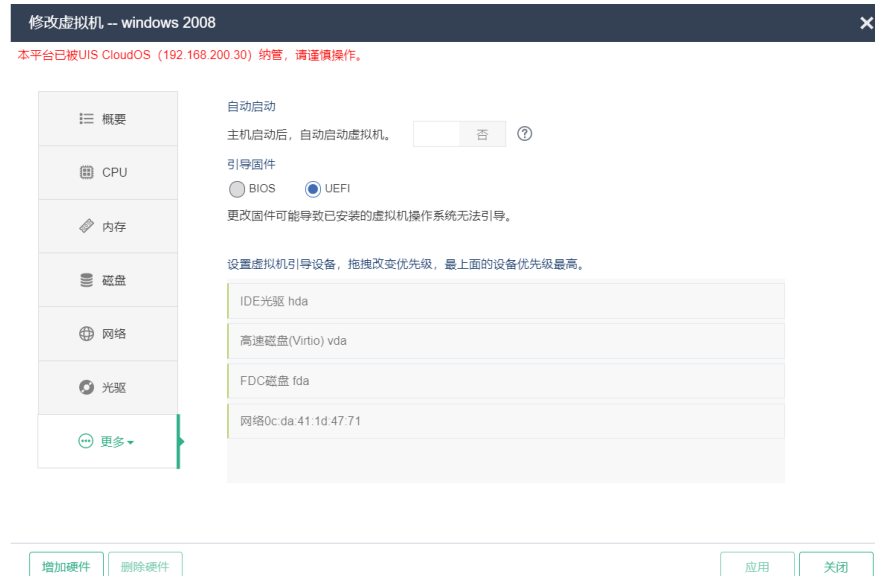 修改虚拟机 -- windows 2008
本平台已被UIS CloudOS（192.168.200.30）纳管，请谨慎操作。
概要
CPU
内存
磁盘
网络
光驱
更多
自动启动
主机启动后，自动启动虚拟机。 否
引导固件
BIOS UEFI
更改固件可能导致已安装的虚拟机操作系统无法引导。
设置虚拟机引导设备，拖拽改变优先级，最上面的设备优先级最高。
IDE光驱 hda
高速磁盘(Virtio) vda
FDC磁盘 fda
网络0c:da:41:1d:47:71
增加硬件 删除硬件 应用 关闭